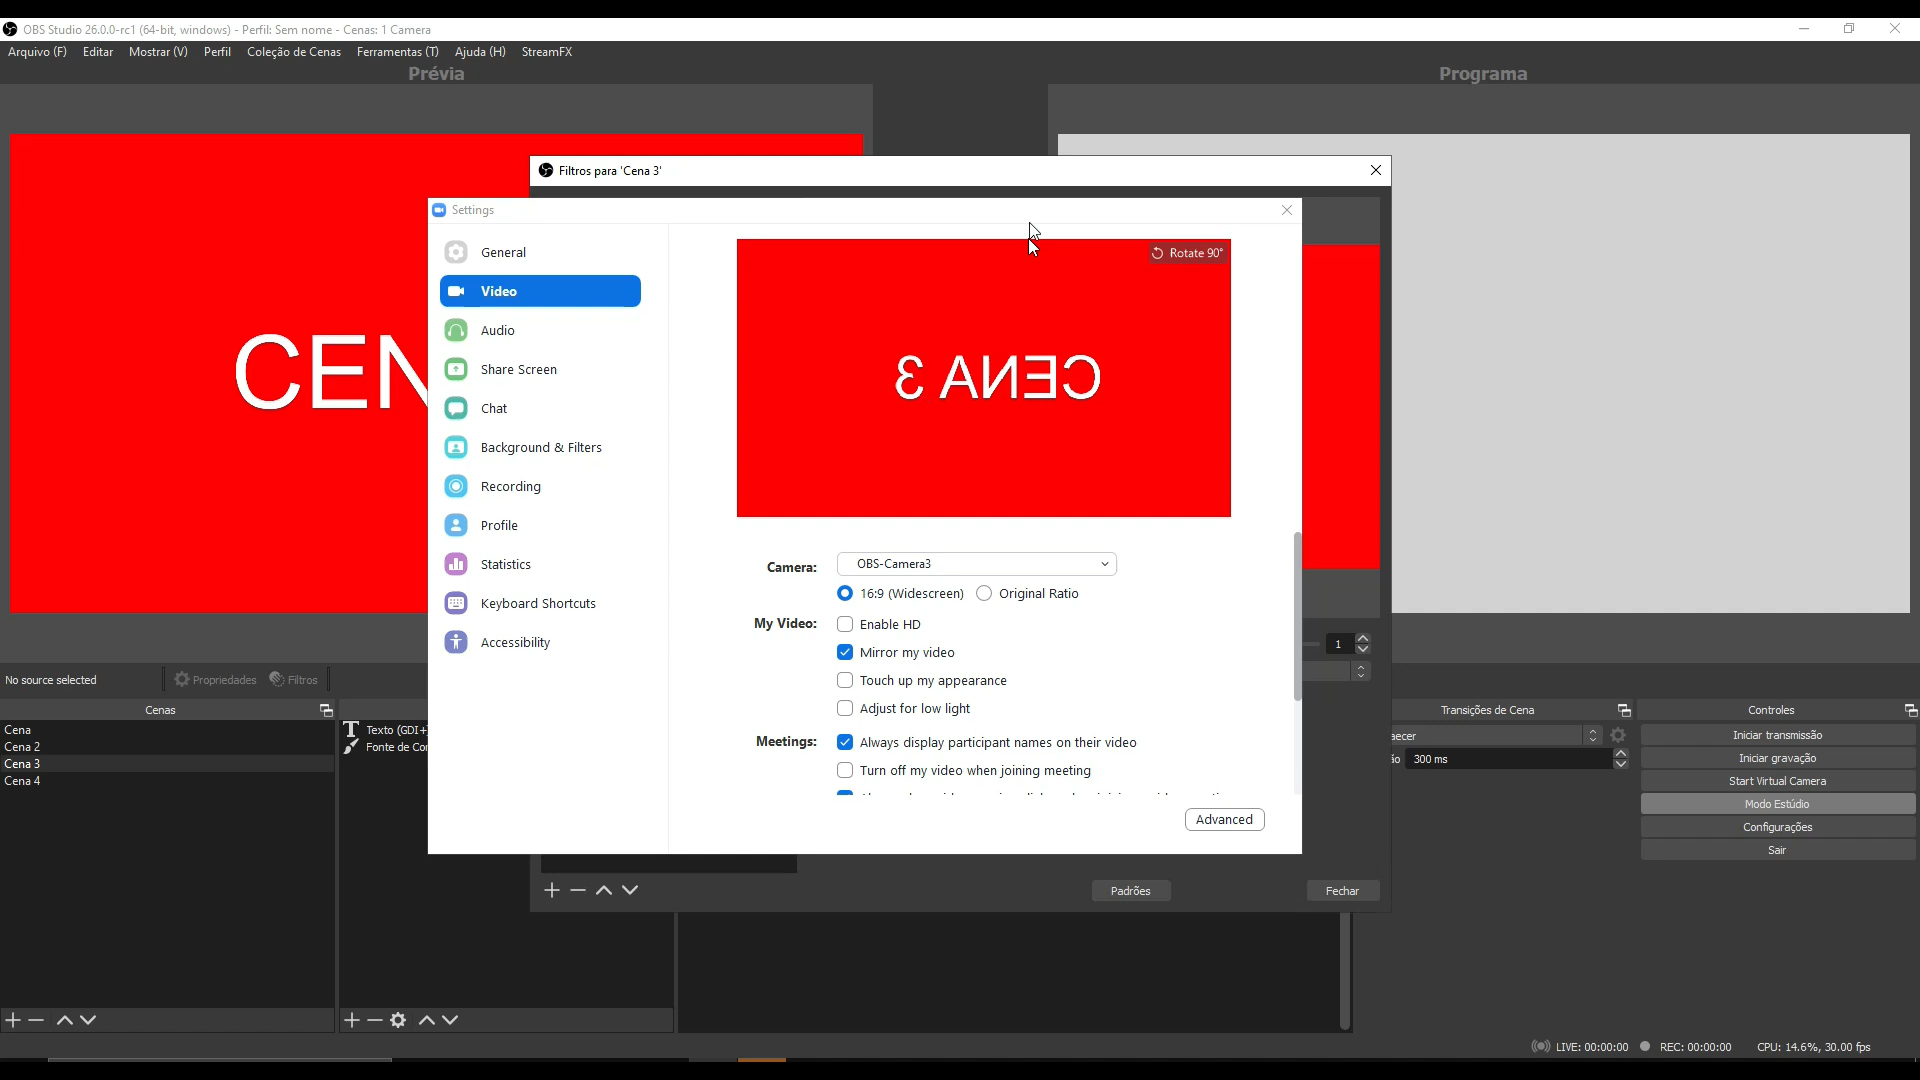 OBS Studio 26.0.0-rc1 (64-bit, windows) - Perfil: Sem nome - Cenas: 1 Camera
Arquivo (F) Editar Mostrar (V) Perfil Coleção de Cenas Ferramentas (T) Ajuda (H) StreamFX
Prévia
Programa
Filtros para 'Cena 3'
Settings
General
Video
Audio
Share Screen
Chat
Background & Filters
Recording
Profile
Statistics
Keyboard Shortcuts
Accessibility
CEN
Rotate 90°
CENA 3
Camera: OBS-Camera3
16:9 (Widescreen) Original Ratio
My Video: Enable HD
Mirror my video
Touch up my appearance
Adjust for low light
Meetings: Always display participant names on their video
Turn off my video when joining meeting
Advanced
1
Padrões
Fechar
No source selected
Propriedades
Filtros
Cenas
Cena
Cena 2
Cena 3
Cena 4
Texto (GDI+
Fonte de Co
Transições de Cena
aecer
ão 300 ms
Controles
Iniciar transmissão
Iniciar gravação
Start Virtual Camera
Modo Estúdio
Configurações
Sair
LIVE: 00:00:00 REC: 00:00:00 CPU: 14.6%, 30.00 fps